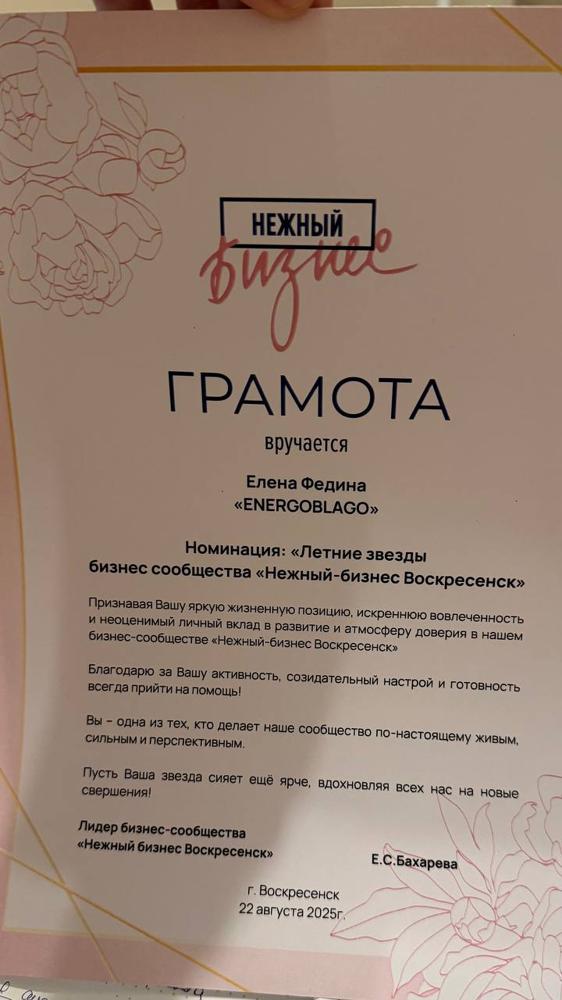 НЕЖНЫЙ
Бизнес
ГРАМОТА
вручается
Елена Федина
«ENERGOBLAGO»
Номинация: «Летние звезды
бизнес сообщества «Нежный-бизнес Воскресенск»
Признавая Вашу яркую жизненную позицию, искреннюю вовлеченность
и неоценимый личный вклад в развитие и атмосферу доверия в нашем
бизнес-сообществе «Нежный-бизнес Воскресенск»
Благодарю за Вашу активность, созидательный настрой и готовность
всегда прийти на помощь!
Вы – одна из тех, кто делает наше сообщество по-настоящему живым,
сильным и перспективным.
Пусть Ваша звезда сияет ещё ярче, вдохновляя всех нас на новые
свершения!
Лидер бизнес-сообщества
«Нежный бизнес Воскресенск»
Е.С.Бахарева
г. Воскресенск
22 августа 2025г.